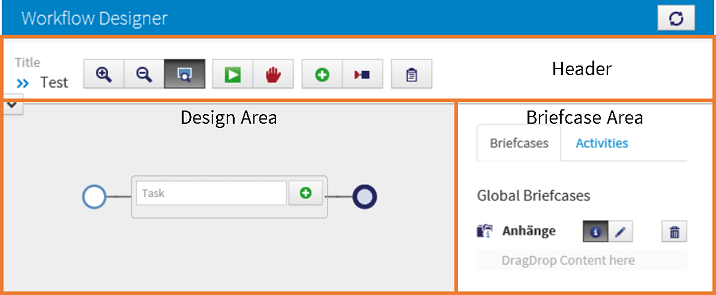 Workflow Designer
Title
Test
Header
Design Area
Briefcase Area
Briefcases
Activities
Task
Global Briefcases
Anhänge
DragDrop Content here